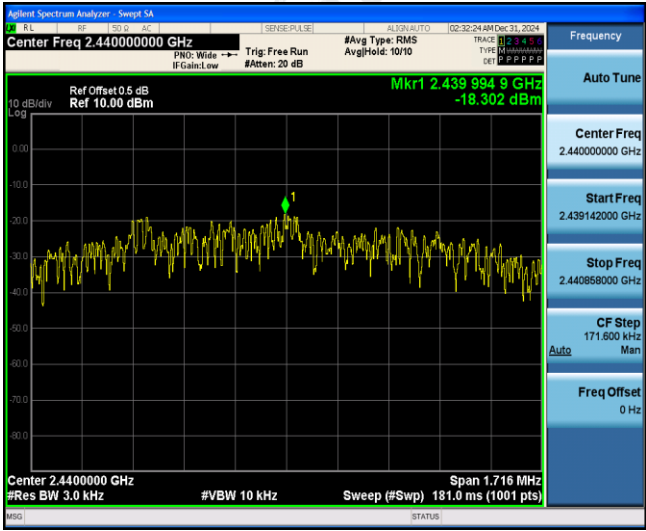 Agilent Spectrum Analyzer - Swept SA
RL RF 50 Ω AC SENSE:PULSE ALIGN AUTO 02:32:24 AM Dec 31, 2024
Center Freq 2.440000000 GHz
PNO: Wide
IFGain:Low
Trig: Free Run
#Atten: 20 dB
#Avg Type: RMS
Avg|Hold: 10/10
TRACE 1 2 3 4 5 6
TYPE M
DET P P P P P P
Frequency
Auto Tune
Center Freq
2.440000000 GHz
Start Freq
2.439142000 GHz
Stop Freq
2.440858000 GHz
CF Step
171.600 kHz
Auto Man
Freq Offset
0 Hz
Mkr1 2.439 994 9 GHz
-18.302 dBm
Ref Offset 0.5 dB
10 dB/div Ref 10.00 dBm
Log
0.00
-10.0
-20.0
-30.0
-40.0
-50.0
-60.0
-70.0
-80.0
1
Center 2.4400000 GHz Span 1.716 MHz
#Res BW 3.0 kHz #VBW 10 kHz Sweep (#Swp) 181.0 ms (1001 pts)
MSG STATUS